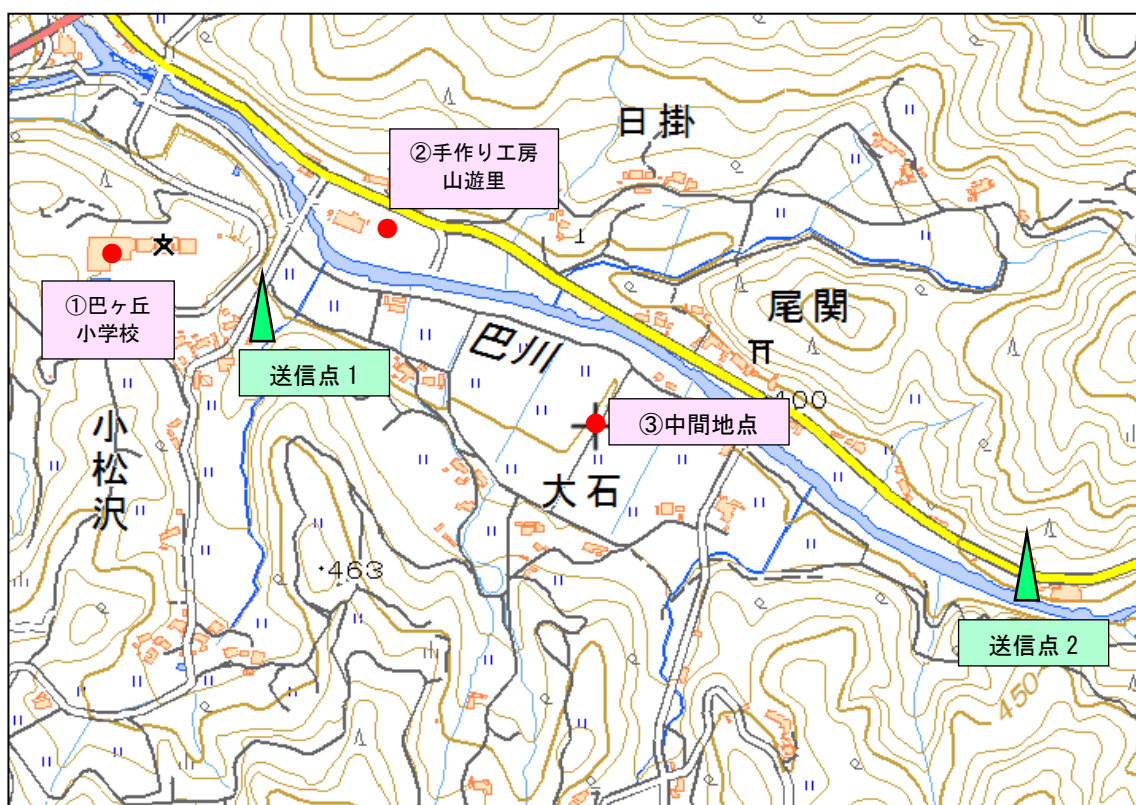 日掛
②手作り工房
山遊里
①巴ヶ丘
小学校
尾関
巴川
送信点1
400
③中間地点
小松沢
大石
463
送信点2
450